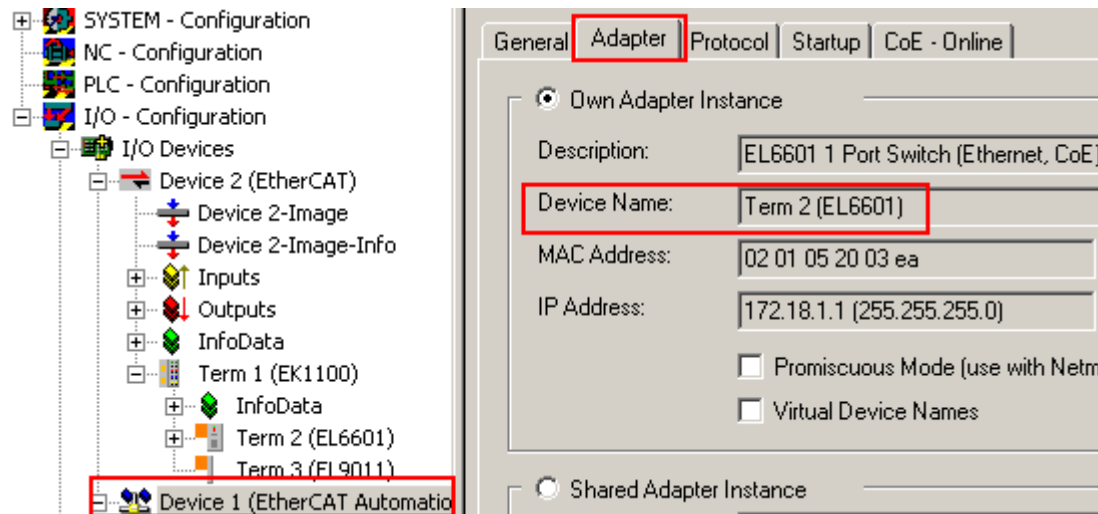 SYSTEM - Configuration
NC - Configuration
PLC - Configuration
I/O - Configuration
I/O Devices
Device 2 (EtherCAT)
Device 2-Image
Device 2-Image-Info
Inputs
Outputs
InfoData
Term 1 (EK1100)
InfoData
Term 2 (EL6601)
Term 3 (EL9011)
Device 1 (EtherCAT Automatio
General Adapter Protocol Startup CoE - Online
Own Adapter Instance
Description: EL6601 1 Port Switch (Ethernet, CoE)
Device Name: Term 2 (EL6601)
MAC Address: 02 01 05 20 03 ea
IP Address: 172.18.1.1 (255.255.255.0)
Promiscuous Mode (use with Netm
Virtual Device Names
Shared Adapter Instance